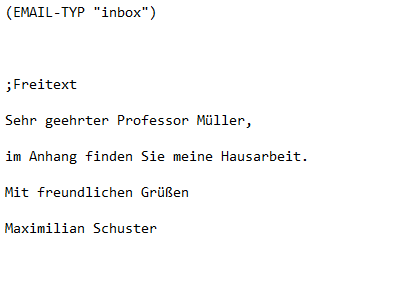 (EMAIL-TYP "inbox")
;Freitext
Sehr geehrter Professor Müller,
im Anhang finden Sie meine Hausarbeit.
Mit freundlichen Grüßen
Maximilian Schuster